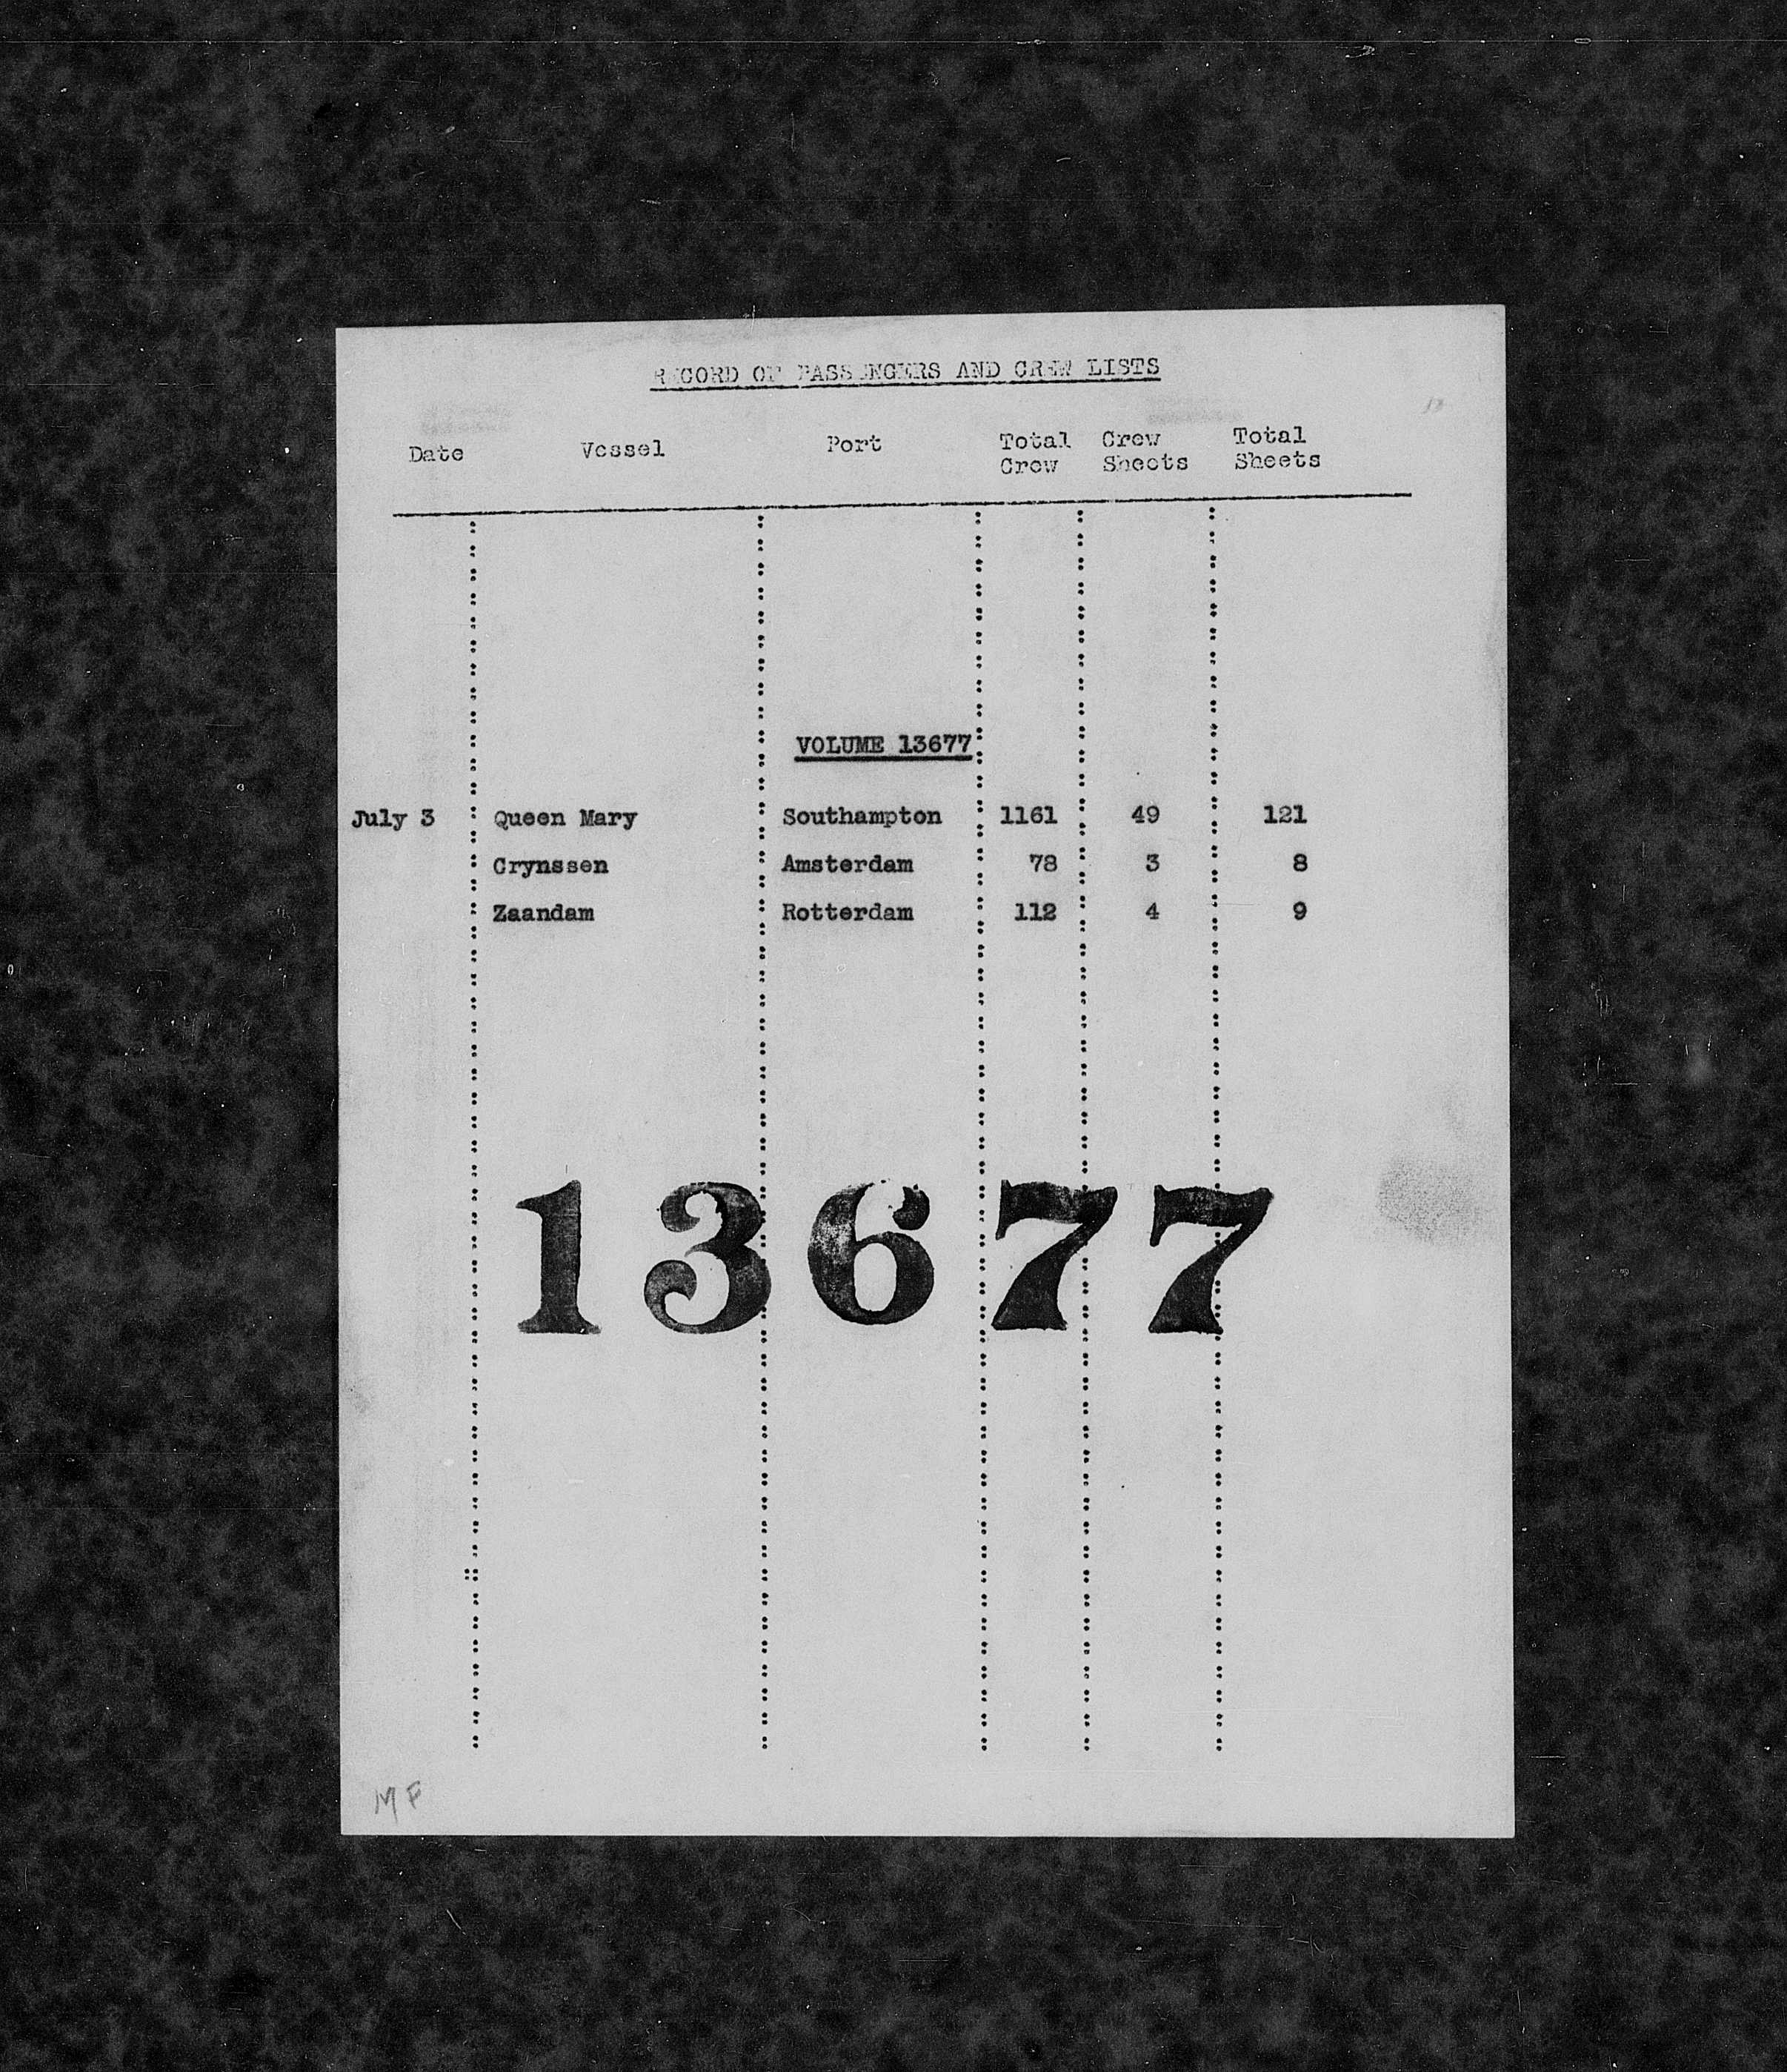 RECORD OF PASSENGERS AND CREW LISTS
Date Vessel Port Total Crew Crew Sheets Total Sheets
VOLUME 13677
July 3 Queen Mary Southampton 1161 49 121
Crynssen Amsterdam 78 3 8
Zaandam Rotterdam 112 4 9
13677
MF